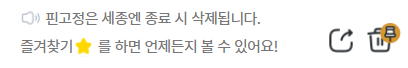 핀고정은 세종엔 종료 시 삭제됩니다.
즐겨찾기 를 하면 언제든지 볼 수 있어요!